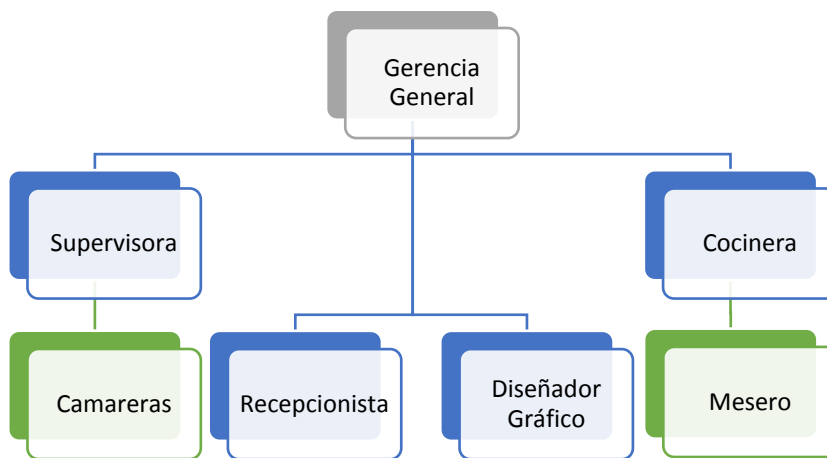 Gerencia
General
Supervisora
Cocinera
Camareras
Recepcionista
Diseñador
Gráfico
Mesero